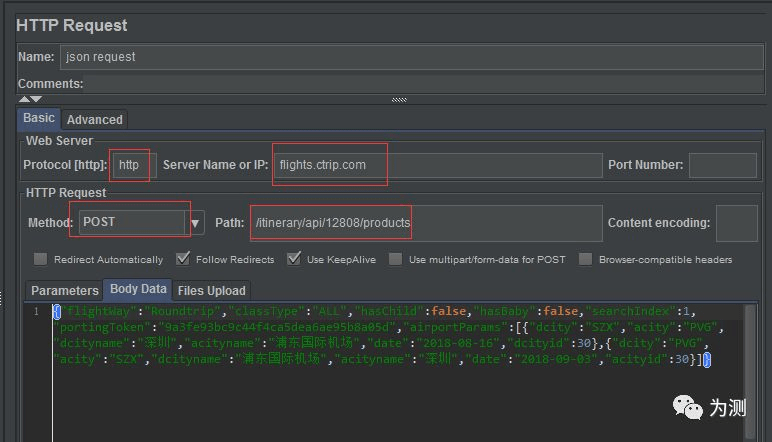 HTTP Request
Name: json request
Comments:
Basic Advanced
Web Server
Protocol [http]: http Server Name or IP: flights.ctrip.com Port Number:
HTTP Request
Method: POST Path: /itinerary/api/12808/products Content encoding:
Redirect Automatically Follow Redirects Use KeepAlive Use multipart/form-data for POST Browser-compatible headers
Parameters Body Data Files Upload
1 {"flightWay":"Roundtrip","classType":"ALL","hasChild":false,"hasBaby":false,"searchIndex":1,
"portingToken":"9a3fe93bc9c44f4ca5dea6ae95b8a05d","airportParams":[{"dcity":"SZX","acity":"PVG",
"dcityname":"深圳","acityname":"浦东国际机场","date":"2018-08-16","dcityid":30},{"dcity":"PVG",
"acity":"SZX","dcityname":"浦东国际机场","acityname":"深圳","date":"2018-09-03","acityid":30}]}
为测